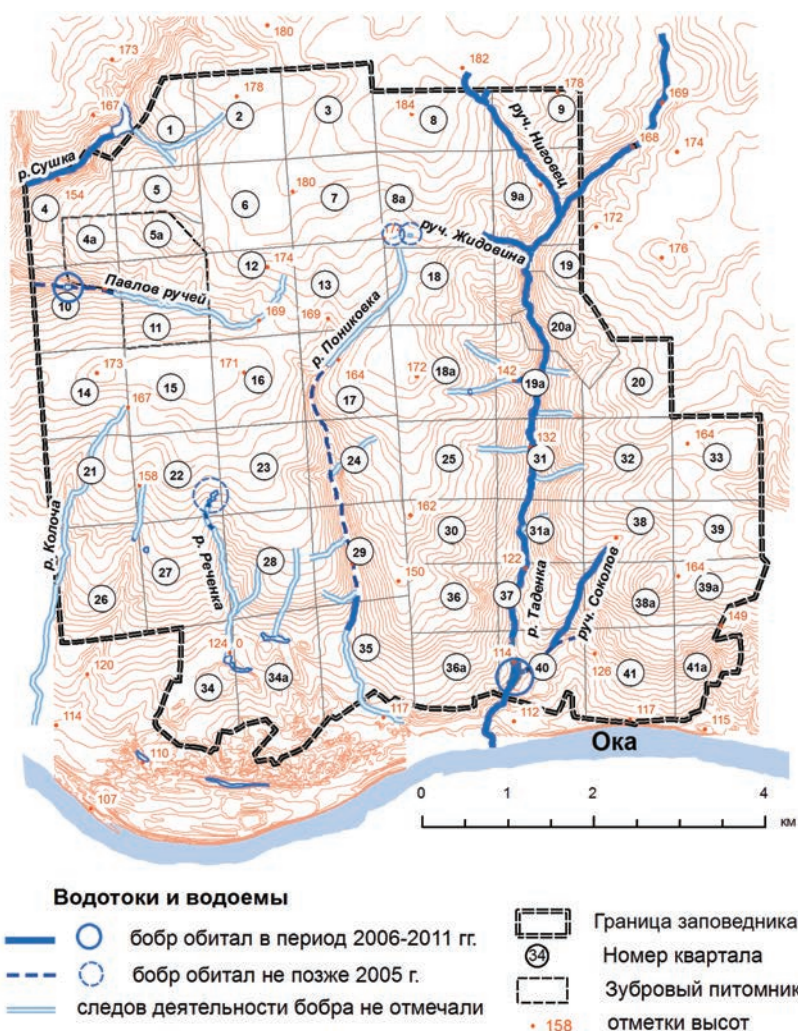 180
173
182
178
178
167
184
169
1
2
3
8
9
168
174
р.Сушка
руч. Ниговец
154
4
5
6
180
7
8а
9а
172
4а
5а
руч. Жидовина
176
Павлов ручей
12
174
13
18
19
10
11
169
169
р. Пониковка
20а
14
173
15
171
16
164
17
172
18а
142
19а
20
167
21
22
23
24
25
132
31
32
164
33
158
р. Колоча
р. Реченка
162
30
31а
38
39
26
27
28
29
150
36
122
37
р. Таденка
руч. Соколов
38а
164
39а
149
35
124
0
120
34
34а
36а
114
40
126
41
41а
114
117
112
117
115
110
Ока
107
0 1 2 3 4
км
Водотоки и водоемы
бобр обитал в период 2006-2011 гг.
бобр обитал не позже 2005 г.
следов деятельности бобра не отмечали
Граница заповедника
34 Номер квартала
Зубровый питомник
158 отметки высот